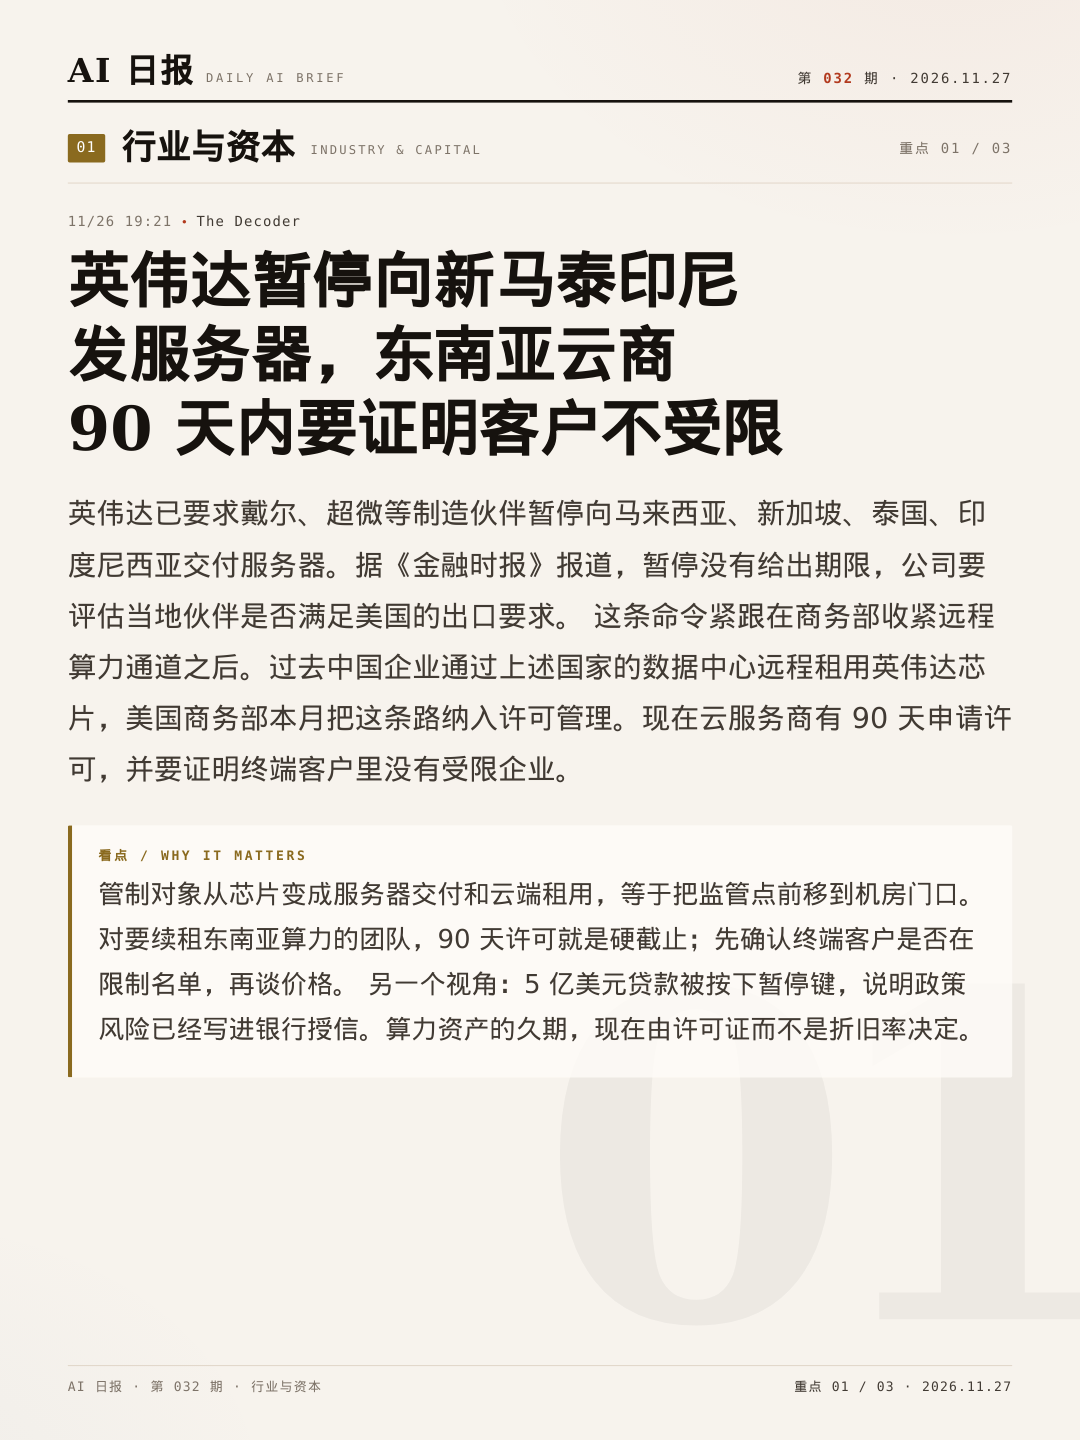 AI 日报 DAILY AI BRIEF
第 032 期 · 2026.11.27
01 行业与资本 INDUSTRY & CAPITAL
重点 01 / 03
11/26 19:21 • The Decoder
英伟达暂停向新马泰印尼
发服务器，东南亚云商
90 天内要证明客户不受限
英伟达已要求戴尔、超微等制造伙伴暂停向马来西亚、新加坡、泰国、印
度尼西亚交付服务器。据《金融时报》报道，暂停没有给出期限，公司要
评估当地伙伴是否满足美国的出口要求。 这条命令紧跟在商务部收紧远程
算力通道之后。过去中国企业通过上述国家的数据中心远程租用英伟达芯
片，美国商务部本月把这条路纳入许可管理。现在云服务商有 90 天申请许
可，并要证明终端客户里没有受限企业。
看点 / WHY IT MATTERS
管制对象从芯片变成服务器交付和云端租用，等于把监管点前移到机房门口。
对要续租东南亚算力的团队，90 天许可就是硬截止；先确认终端客户是否在
限制名单，再谈价格。 另一个视角：5 亿美元贷款被按下暂停键，说明政策
风险已经写进银行授信。算力资产的久期，现在由许可证而不是折旧率决定。
01
AI 日报 · 第 032 期 · 行业与资本
重点 01 / 03 · 2026.11.27